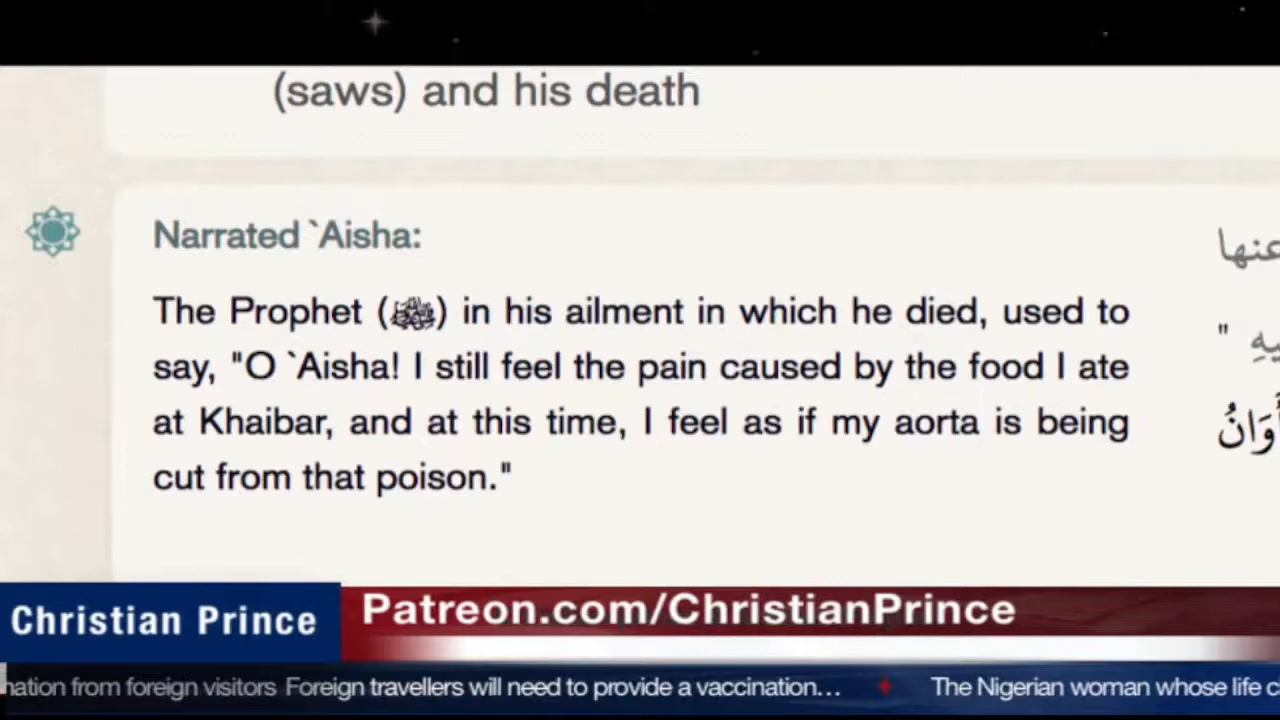 (saws) and his death
Narrated `Aisha:
عنها
The Prophet (ﷺ) in his ailment in which he died, used to
say, "O `Aisha! I still feel the pain caused by the food I ate
at Khaibar, and at this time, I feel as if my aorta is being
cut from that poison."
Christian Prince
Patreon.com/ChristianPrince
nation from foreign visitors Foreign travellers will need to provide a vaccination... The Nigerian woman whose life